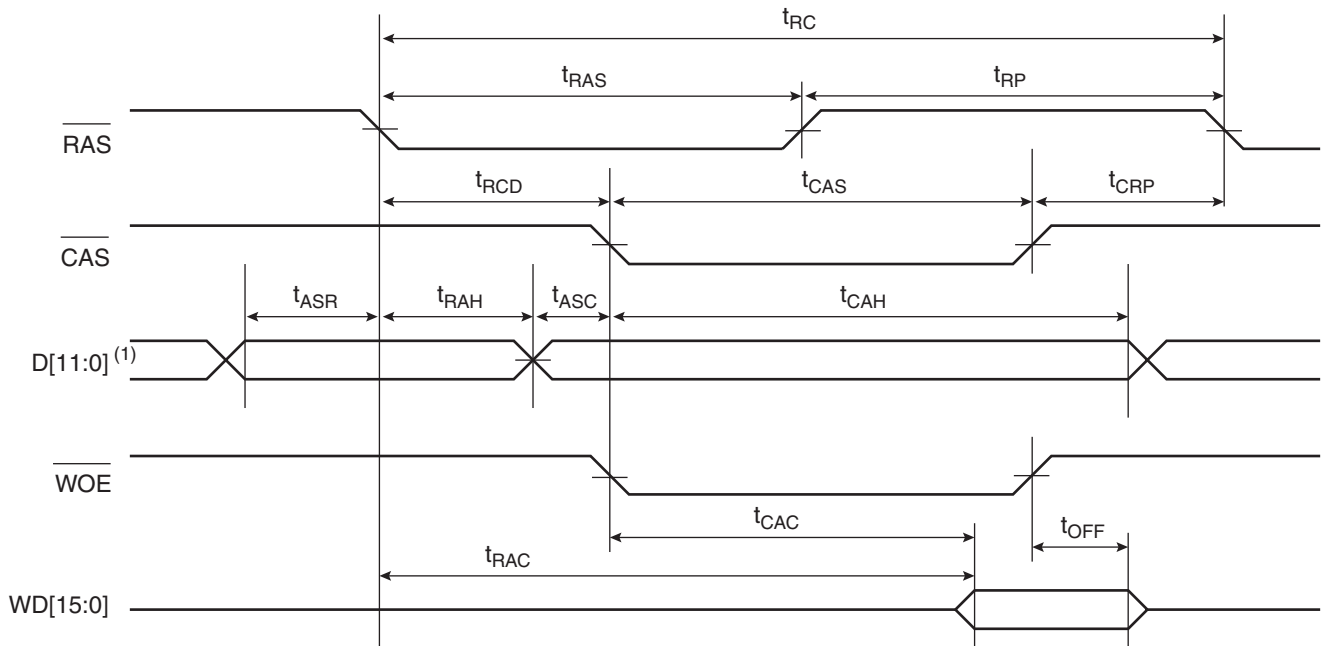 tRC
tRAS tRP
RAS
tRCD tCAS tCRP
CAS
tASR tRAH tASC tCAH
D[11:0] (1)
WOE
tCAC tOFF
tRAC
WD[15:0]